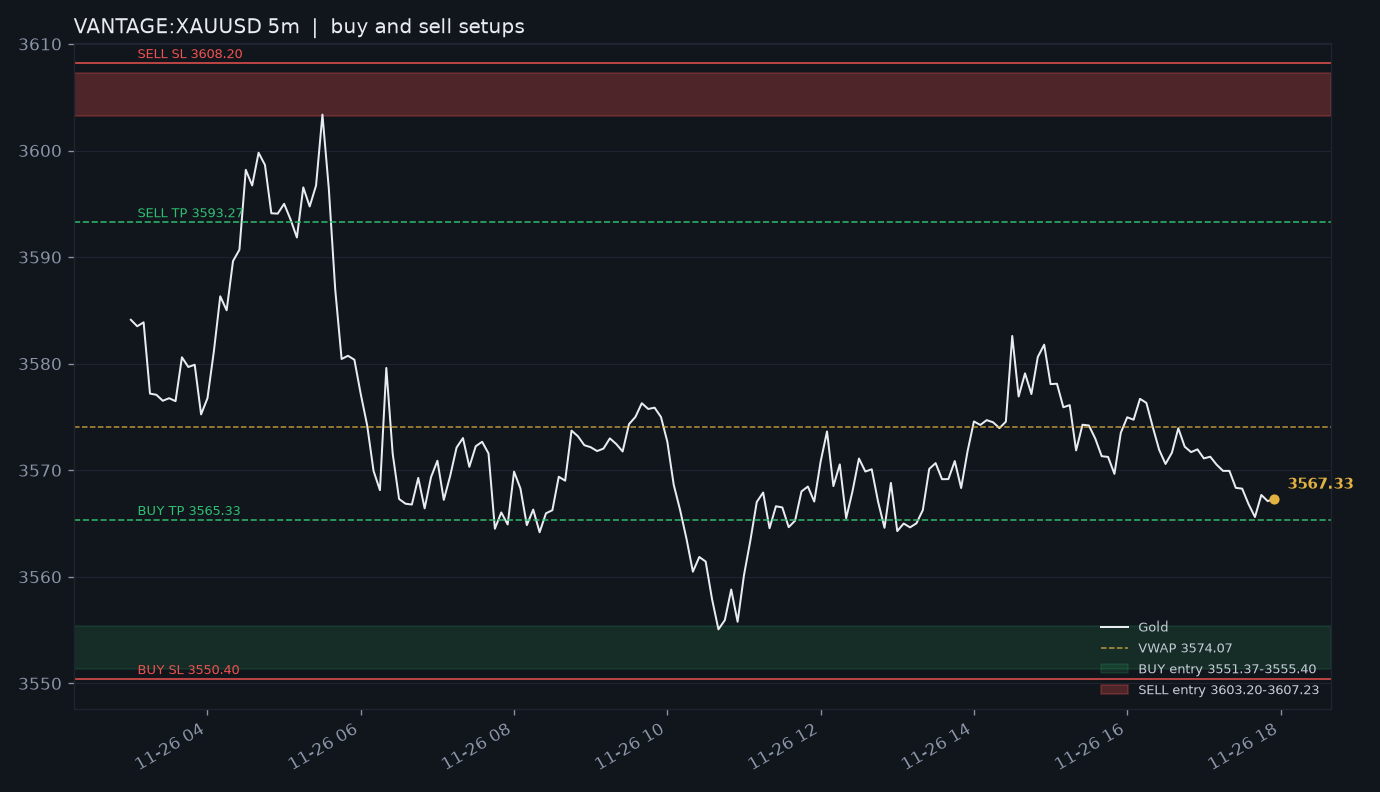 VANTAGE:XAUUSD 5m | buy and sell setups
3610
SELL SL 3608.20
3600
SELL TP 3593.27
3590
3580
3570
3567.33
BUY TP 3565.33
3560
Gold
VWAP 3574.07
BUY entry 3551.37-3555.40
SELL entry 3603.20-3607.23
BUY SL 3550.40
3550
11-26 04
11-26 06
11-26 08
11-26 10
11-26 12
11-26 14
11-26 16
11-26 18